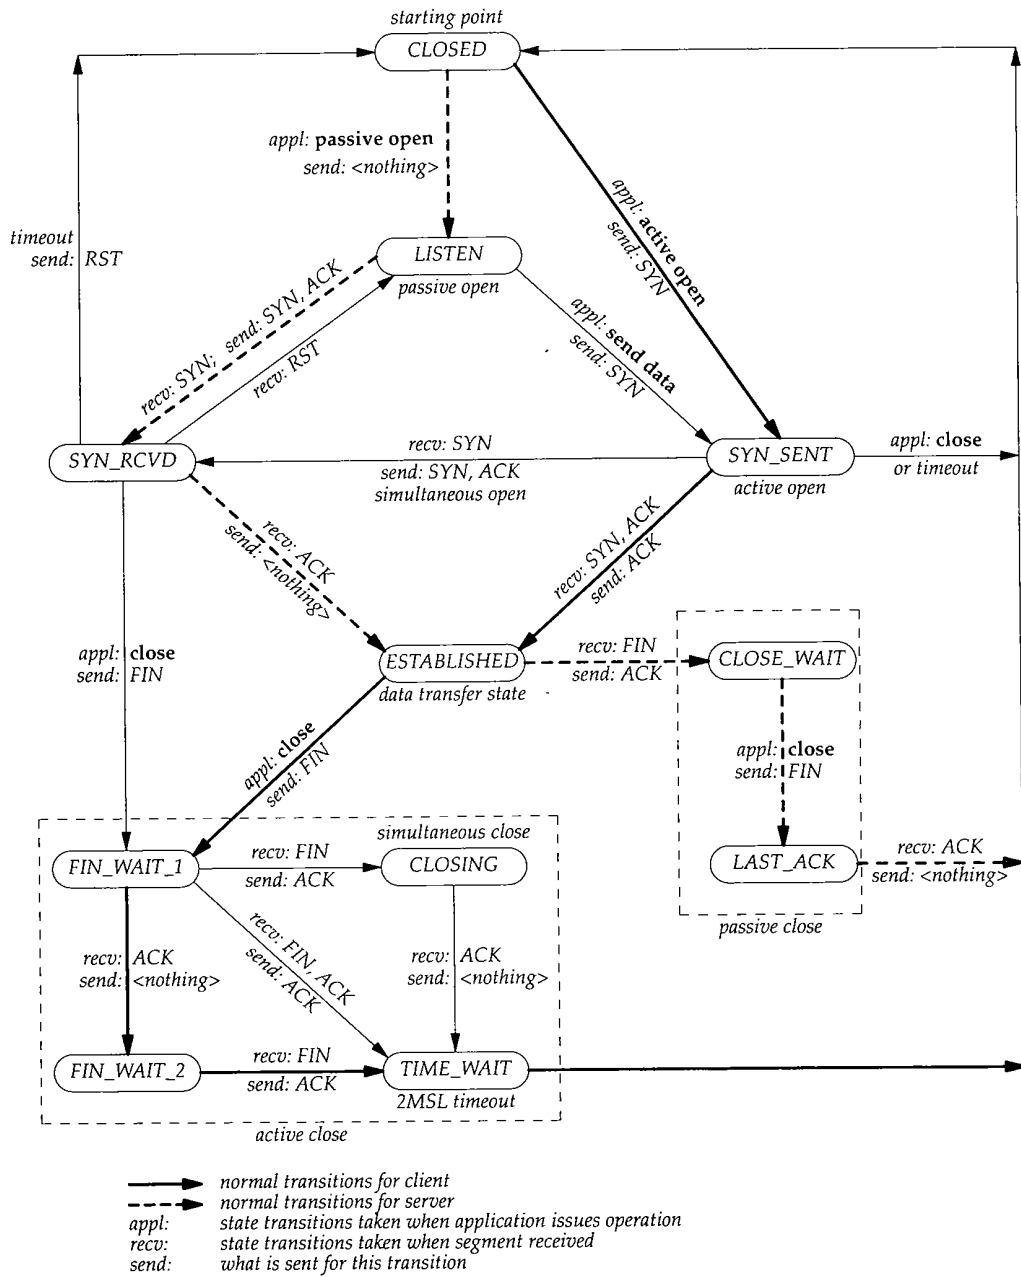 starting point
CLOSED
appl: passive open
send: <nothing>
appl: active open
send: SYN
timeout
send: RST
LISTEN
passive open
recv: SYN; send: SYN, ACK
recv: RST
appl: send data
send: SYN
SYN_RCVD
recv: SYN
send: SYN, ACK
simultaneous open
SYN_SENT
active open
appl: close
or timeout
recv: ACK
send: <nothing>
recv: SYN, ACK
send: ACK
appl: close
send: FIN
ESTABLISHED
data transfer state
recv: FIN
send: ACK
CLOSE_WAIT
appl: close
send: FIN
appl: close
send: FIN
simultaneous close
FIN_WAIT_1
recv: FIN
send: ACK
CLOSING
LAST_ACK
recv: ACK
send: <nothing>
passive close
recv: ACK
send: <nothing>
recv: FIN, ACK
send: ACK
recv: ACK
send: <nothing>
FIN_WAIT_2
recv: FIN
send: ACK
TIME_WAIT
2MSL timeout
active close
normal transitions for client
normal transitions for server
appl: state transitions taken when application issues operation
recv: state transitions taken when segment received
send: what is sent for this transition